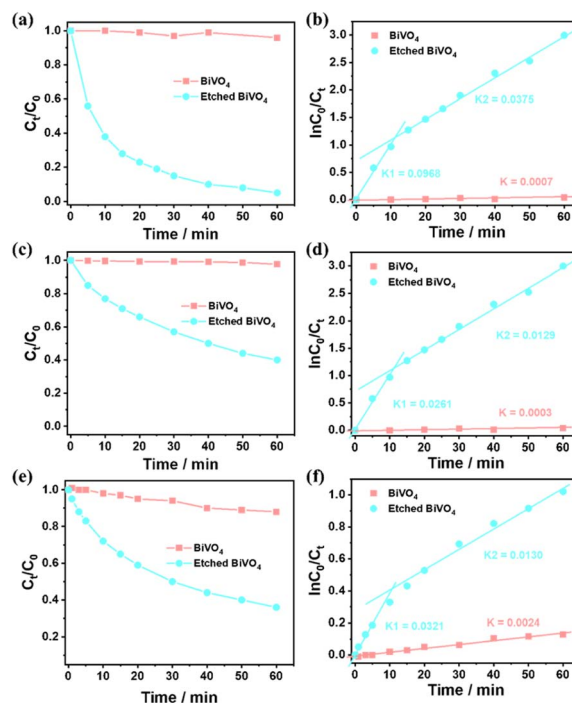 (a)
1.0
0.8
0.6
0.4
0.2
0.0
Ct/C0
BiVO4
Etched BiVO4
0 10 20 30 40 50 60
Time / min
(b)
3.0
2.5
2.0
1.5
1.0
0.5
0.0
lnC0/Ct
BiVO4
Etched BiVO4
K2 = 0.0375
K1 = 0.0968
K = 0.0007
0 10 20 30 40 50 60
Time / min
(c)
1.0
0.8
0.6
0.4
0.2
0.0
Ct/C0
BiVO4
Etched BiVO4
0 10 20 30 40 50 60
Time / min
(d)
3.0
2.5
2.0
1.5
1.0
0.5
0.0
lnC0/Ct
BiVO4
Etched BiVO4
K2 = 0.0129
K1 = 0.0261
K = 0.0003
0 10 20 30 40 50 60
Time / min
(e)
1.0
0.8
0.6
0.4
0.2
Ct/C0
BiVO4
Etched BiVO4
0 10 20 30 40 50 60
Time / min
(f)
1.0
0.8
0.6
0.4
0.2
0.0
lnC0/Ct
BiVO4
Etched BiVO4
K2 = 0.0130
K1 = 0.0321
K = 0.0024
0 10 20 30 40 50 60
Time / min